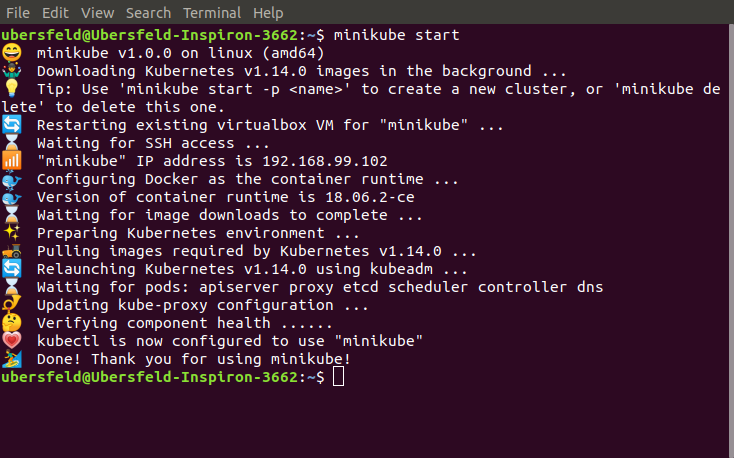 File Edit View Search Terminal Help
ubersfeld@Ubersfeld-Inspiron-3662:~$ minikube start
😄 minikube v1.0.0 on linux (amd64)
🤹 Downloading Kubernetes v1.14.0 images in the background ...
💡 Tip: Use 'minikube start -p <name>' to create a new cluster, or 'minikube de
lete' to delete this one.
🔄 Restarting existing virtualbox VM for "minikube" ...
⌛ Waiting for SSH access ...
📶 "minikube" IP address is 192.168.99.102
🐳 Configuring Docker as the container runtime ...
🐳 Version of container runtime is 18.06.2-ce
⌛ Waiting for image downloads to complete ...
✨ Preparing Kubernetes environment ...
🚜 Pulling images required by Kubernetes v1.14.0 ...
🔄 Relaunching Kubernetes v1.14.0 using kubeadm ...
⌛ Waiting for pods: apiserver proxy etcd scheduler controller dns
📯 Updating kube-proxy configuration ...
🤔 Verifying component health ......
💗 kubectl is now configured to use "minikube"
🏄 Done! Thank you for using minikube!
ubersfeld@Ubersfeld-Inspiron-3662:~$